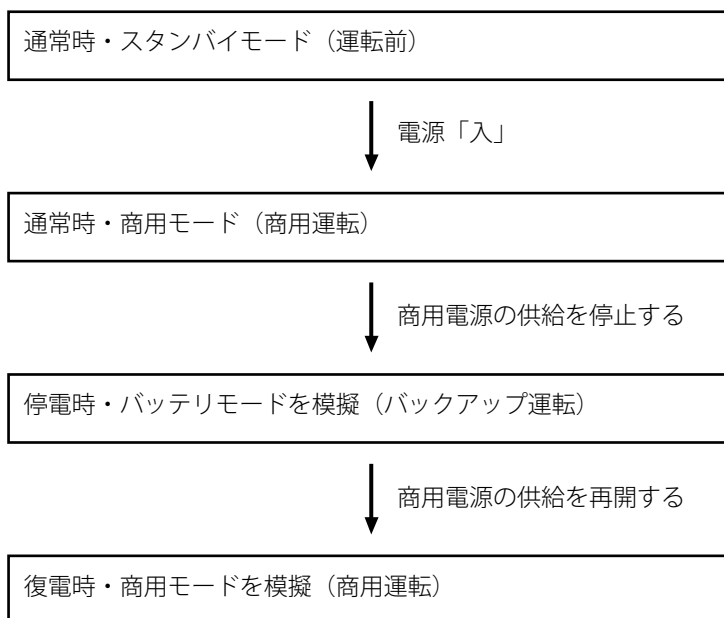 通常時・スタンバイモード（運転前）
電源「入」
通常時・商用モード（商用運転）
商用電源の供給を停止する
停電時・バッテリモードを模擬（バックアップ運転）
商用電源の供給を再開する
復電時・商用モードを模擬（商用運転）